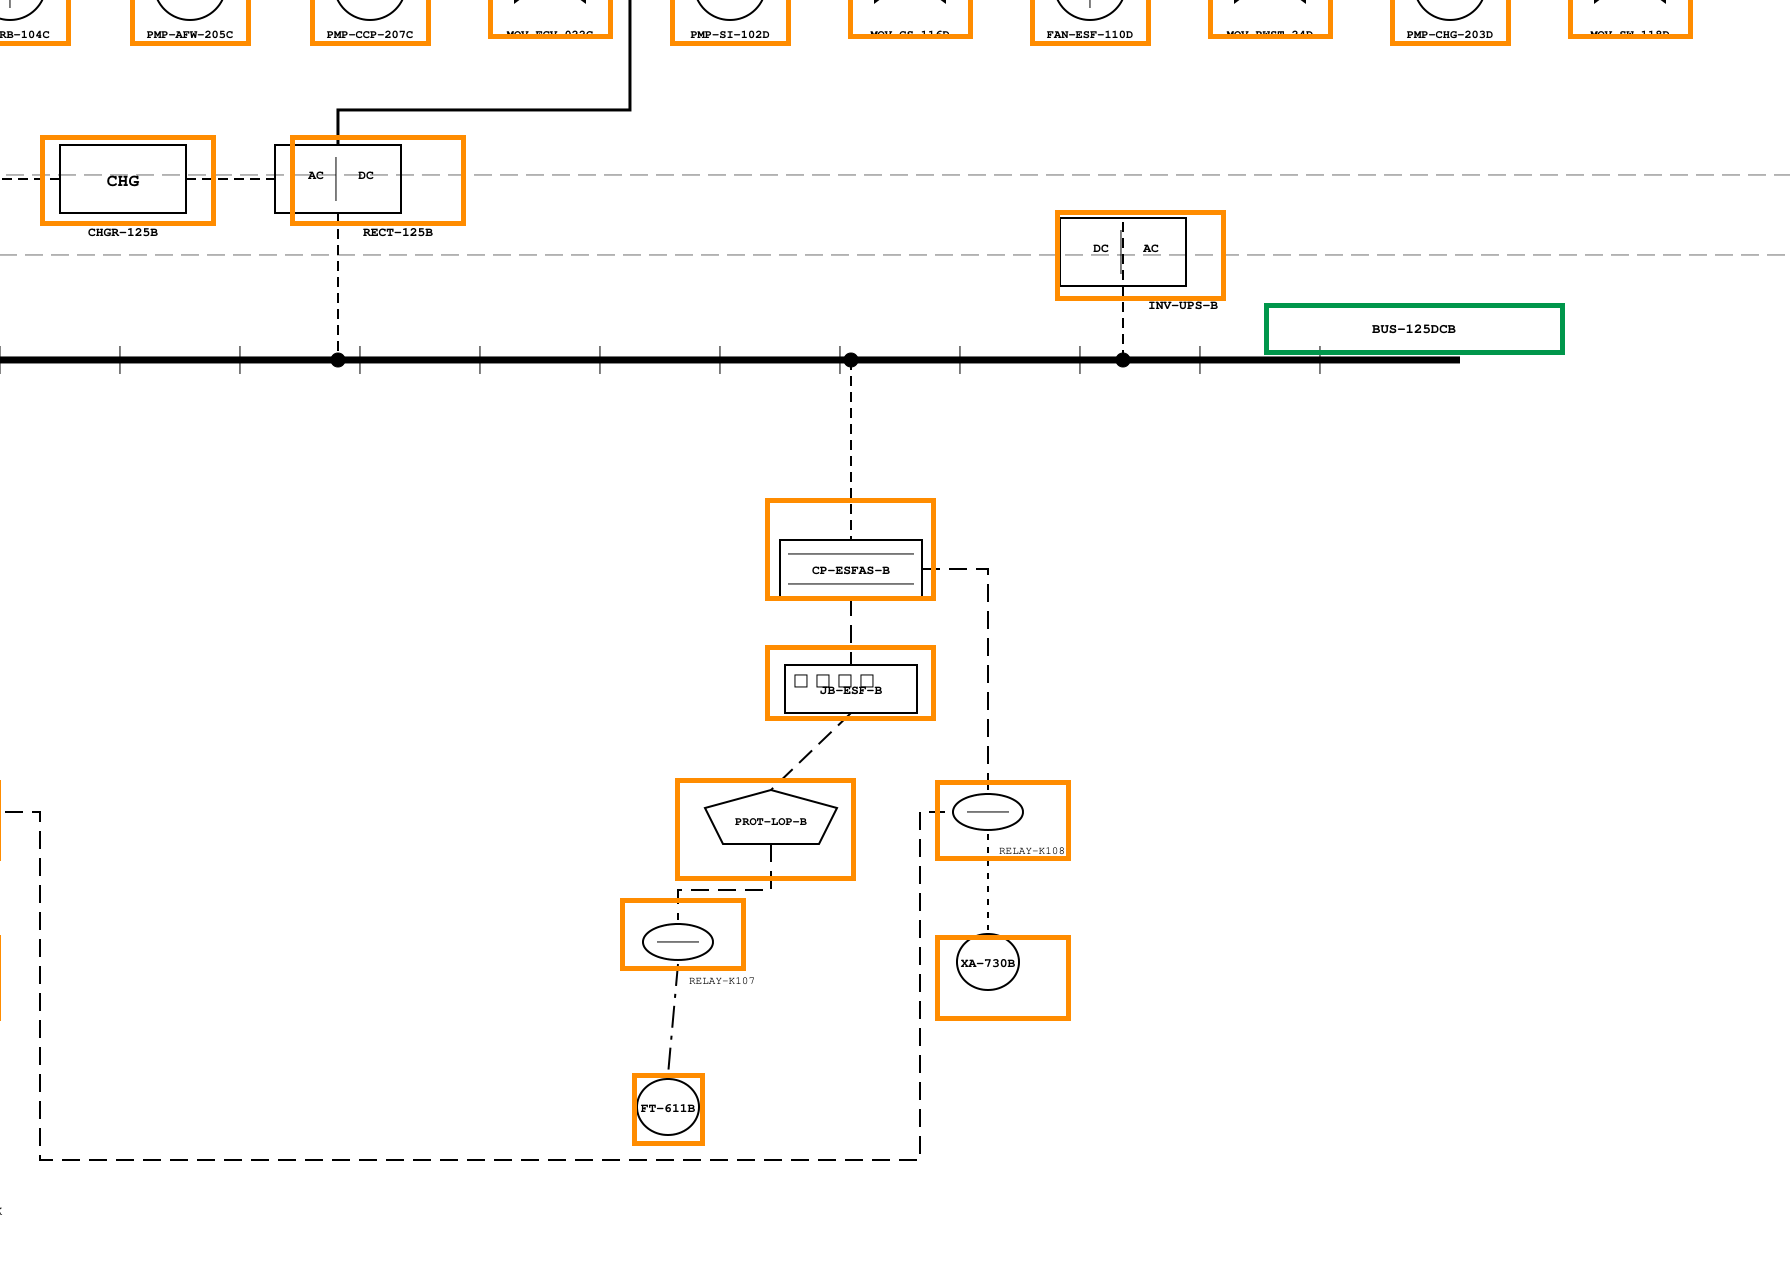 RB-104C
PMP-AFW-205C
PMP-CCP-207C
PMP-SI-102D
FAN-ESF-110D
PMP-CHG-203D
CHG
AC
DC
CHGR-125B
RECT-125B
DC
AC
INV-UPS-B
BUS-125DCB
CP-ESFAS-B
JB-ESF-B
PROT-LOP-B
RELAY-K108
RELAY-K107
XA-730B
FT-611B